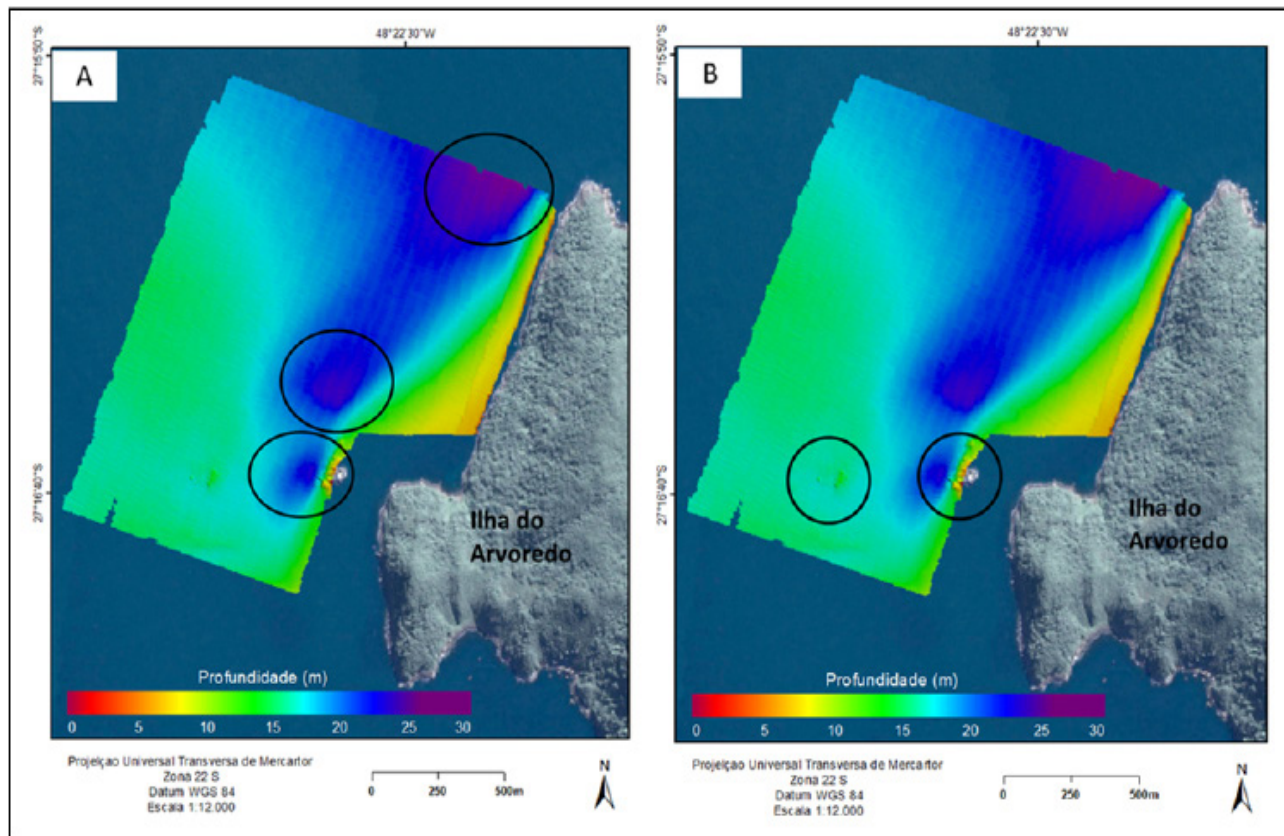 48°22'30"W
27°15'50"S
A
27°16'40"S
Ilha do
Arvoredo
Profundidade (m)
0 5 10 15 20 25 30
Projeçao Universal Transversa de Mercartor
Zona 22 S
Datum WGS 84
Escala 1:12.000
0 250 500m
N
48°22'30"W
27°15'50"S
B
27°16'40"S
Ilha do
Arvoredo
Profundidade (m)
0 5 10 15 20 25 30
Projeçao Universal Transversa de Mercartor
Zona 22 S
Datum WGS 84
Escala 1:12.000
0 250 500m
N